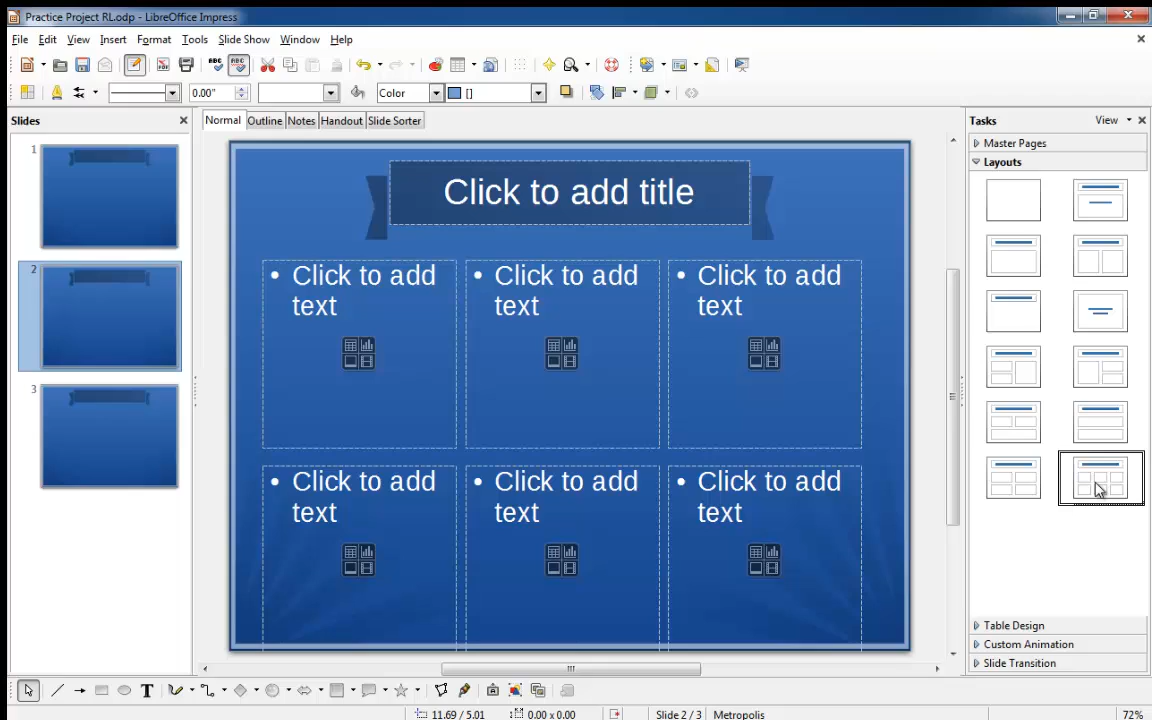 Practice Project RL.odp - LibreOffice Impress
File Edit View Insert Format Tools Slide Show Window Help
ABC ABC
0.00" Color []
Slides
Normal Outline Notes Handout Slide Sorter
Tasks View
1
2
3
Click to add title
• Click to add
text
• Click to add
text
• Click to add
text
• Click to add
text
• Click to add
text
• Click to add
text
Master Pages
Layouts
Table Design
Custom Animation
Slide Transition
T
11.69 / 5.01 0.00 x 0.00 Slide 2 / 3 Metropolis 72%